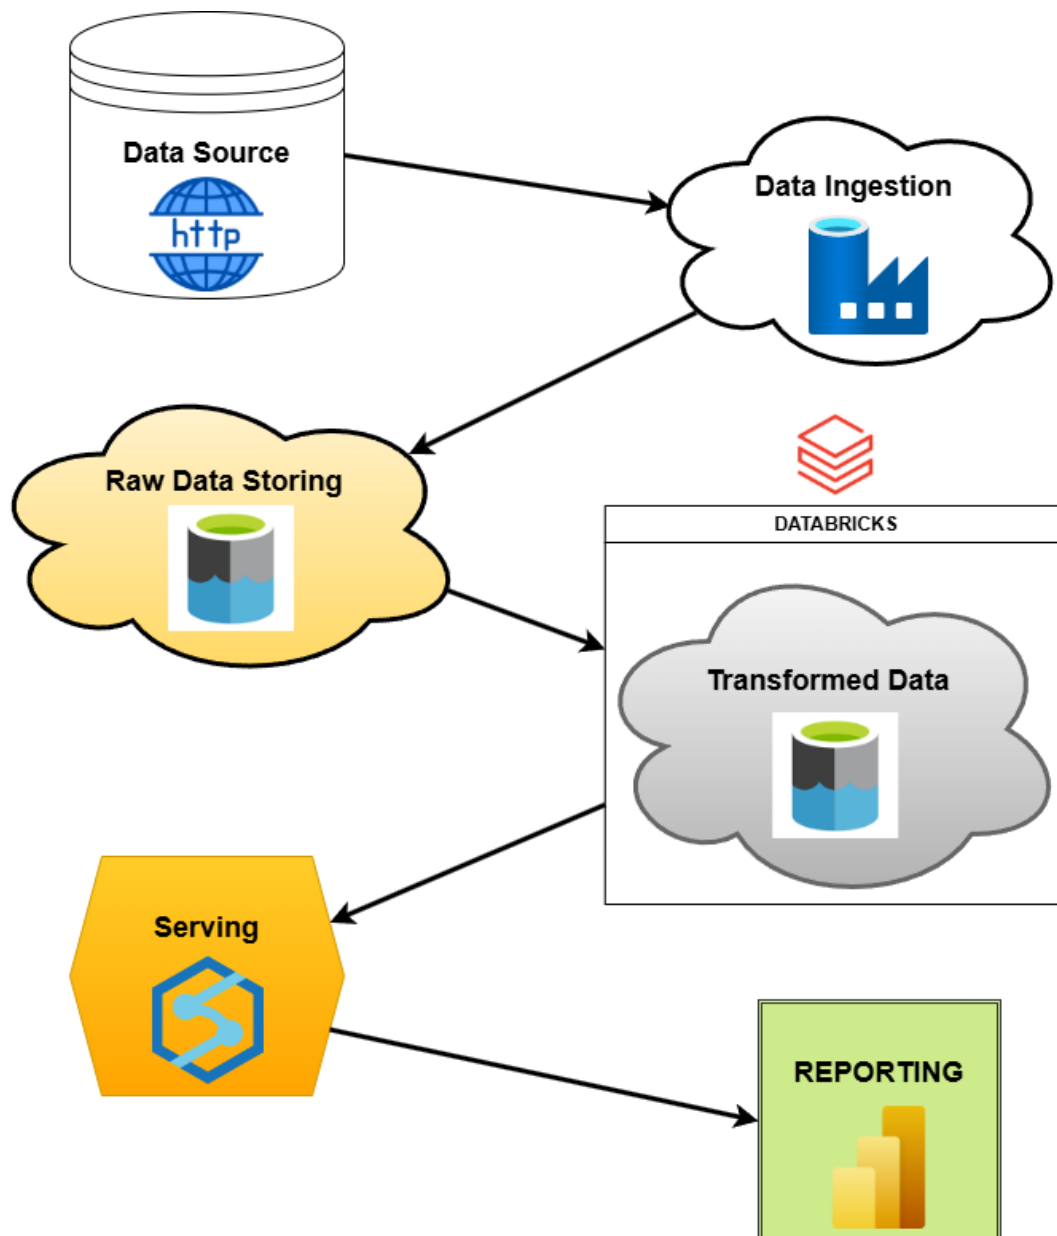 Data Source
http
Data Ingestion
Raw Data Storing
DATABRICKS
Transformed Data
Serving
REPORTING